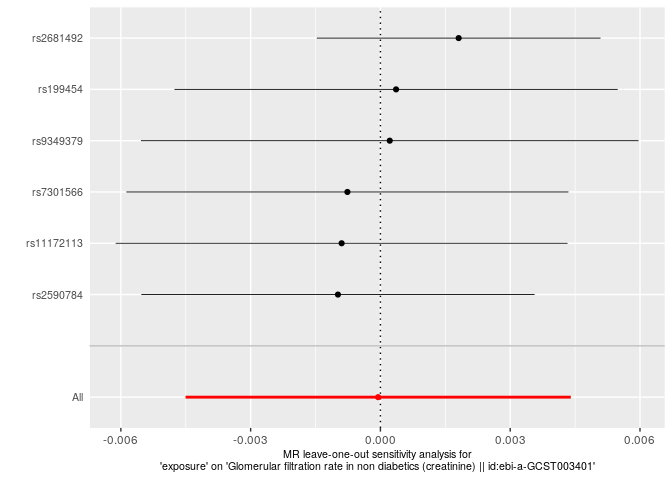 rs2681492
rs199454
rs9349379
rs7301566
rs11172113
rs2590784
All
-0.006 -0.003 0.000 0.003 0.006
MR leave-one-out sensitivity analysis for
'exposure' on 'Glomerular filtration rate in non diabetics (creatinine) || id:ebi-a-GCST003401'